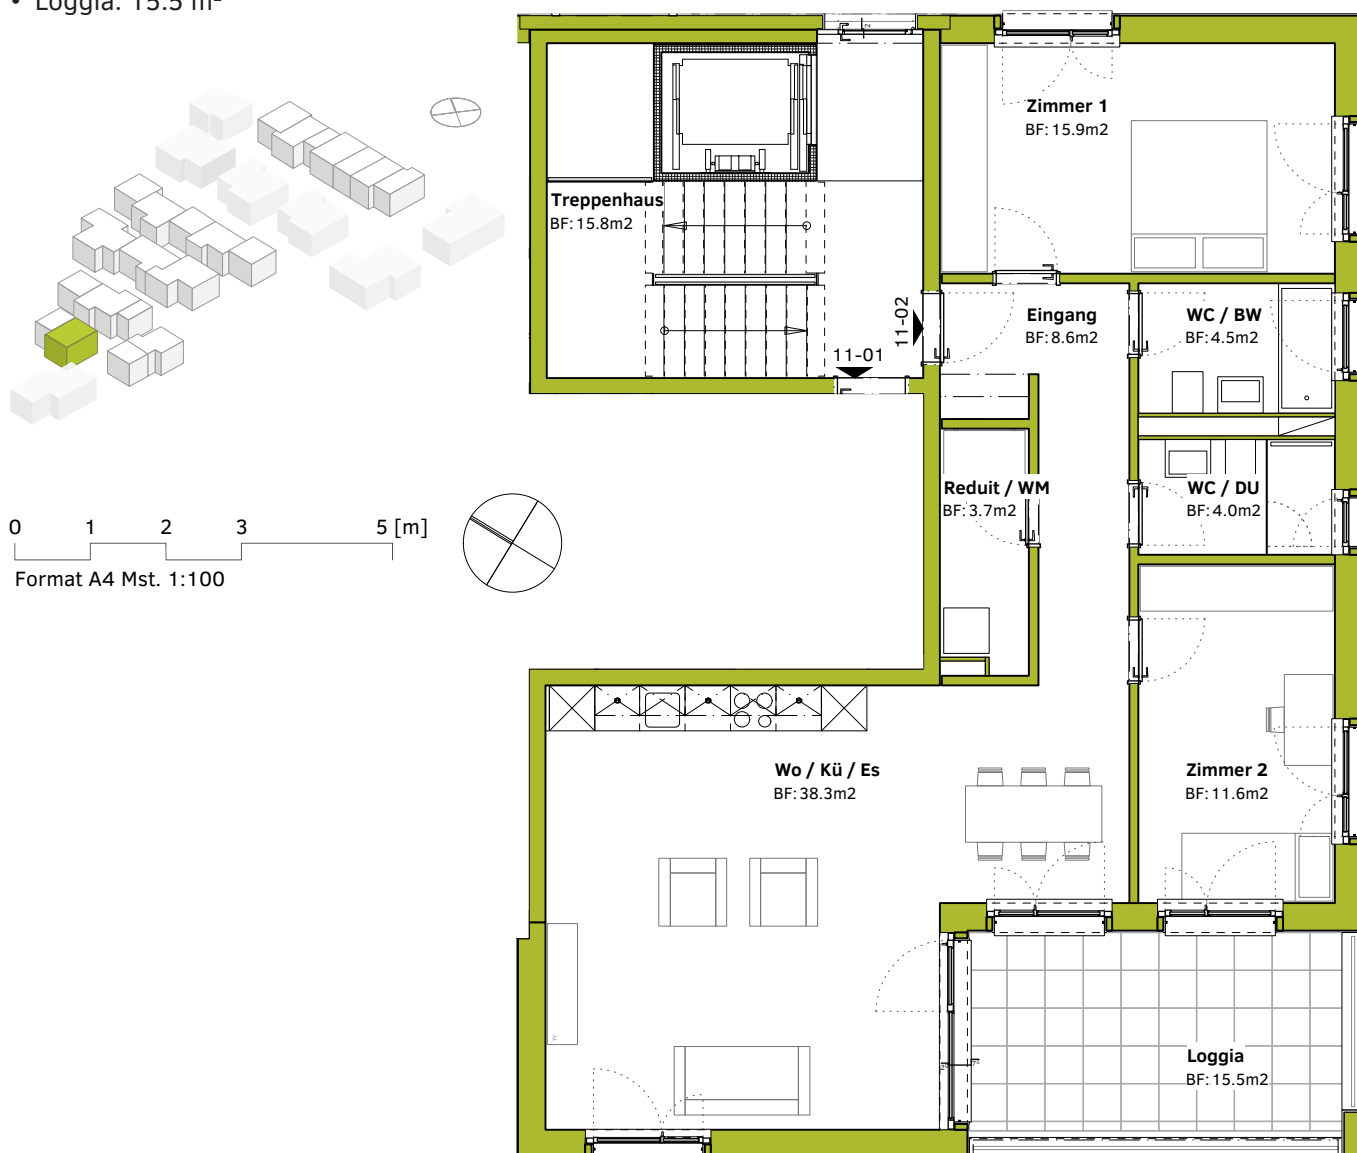 • Loggia: 15.5 m²
Zimmer 1
BF: 15.9m2
Treppenhaus
BF: 15.8m2
11-02
11-01
Eingang
BF: 8.6m2
WC / BW
BF: 4.5m2
Reduit / WM
BF: 3.7m2
WC / DU
BF: 4.0m2
0 1 2 3 5 [m]
Format A4 Mst. 1:100
Wo / Kü / Es
BF: 38.3m2
Zimmer 2
BF: 11.6m2
TV
Loggia
BF: 15.5m2